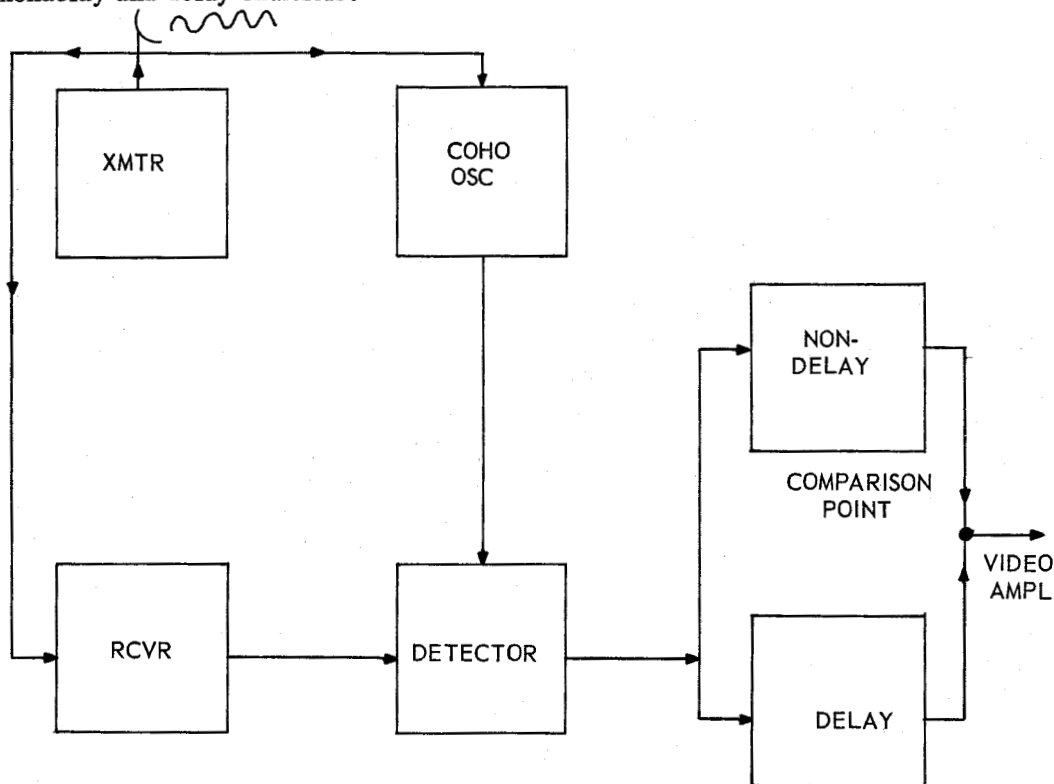 XMTR
COHO
OSC
NON-
DELAY
COMPARISON
POINT
VIDEO
AMPL
RCVR
DETECTOR
DELAY